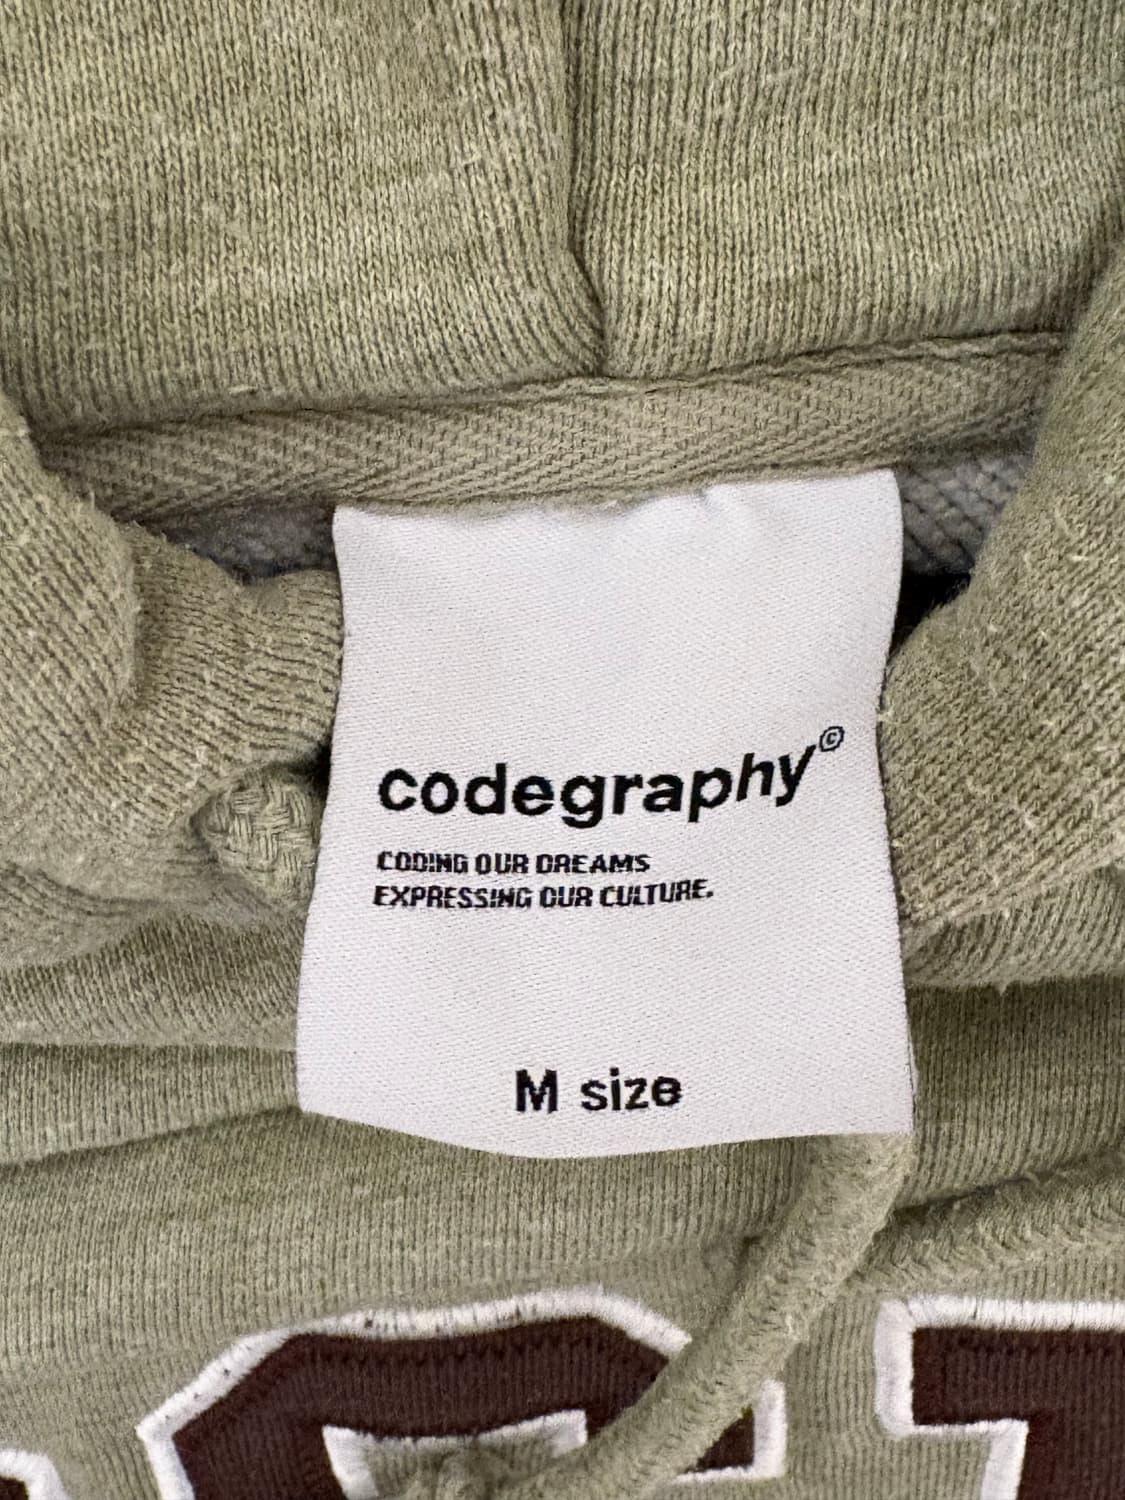 codegraphy©
CODING OUR DREAMS
EXPRESSING OUR CULTURE.
M size